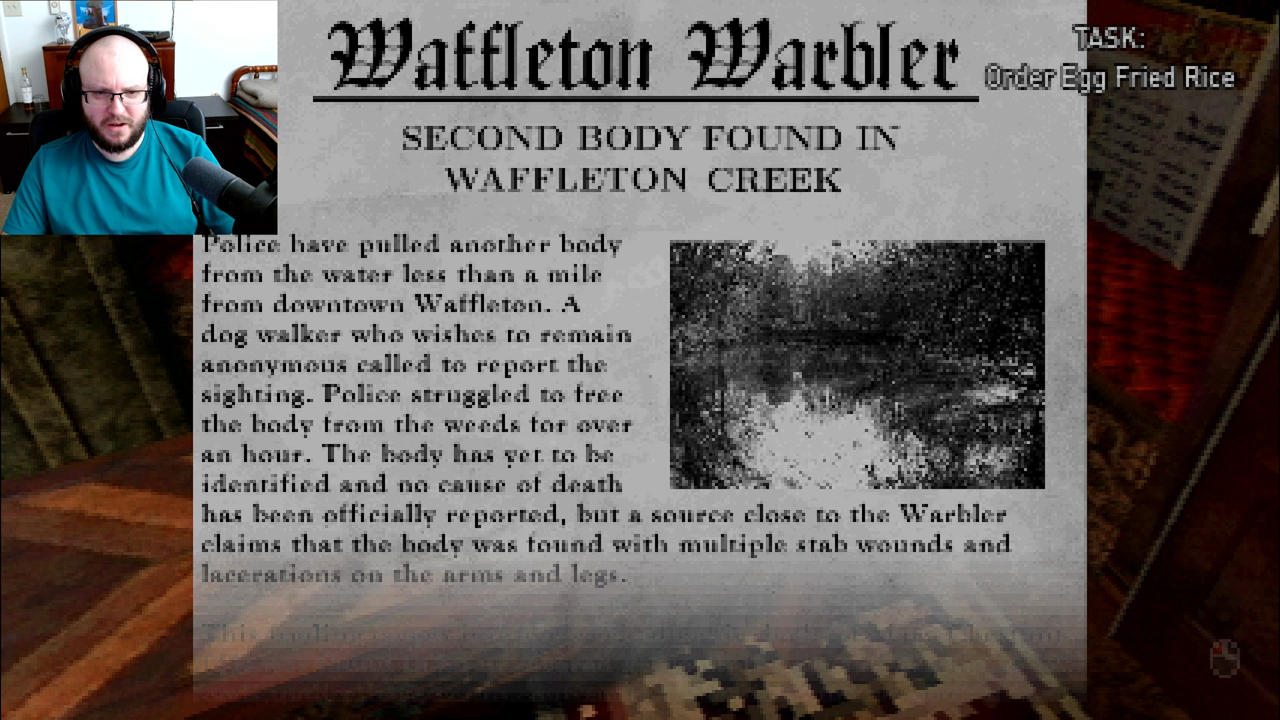 Waffleton Warbler
TASK:
Order Egg Fried Rice
SECOND BODY FOUND IN
WAFFLETON CREEK
Police have pulled another body
from the water less than a mile
from downtown Waffleton. A
dog walker who wishes to remain
anonymous called to report the
sighting. Police struggled to free
the body from the weeds for over
an hour. The body has yet to be
identified and no cause of death
has been officially reported, but a source close to the Warbler
claims that the body was found with multiple stab wounds and
lacerations on the arms and legs.